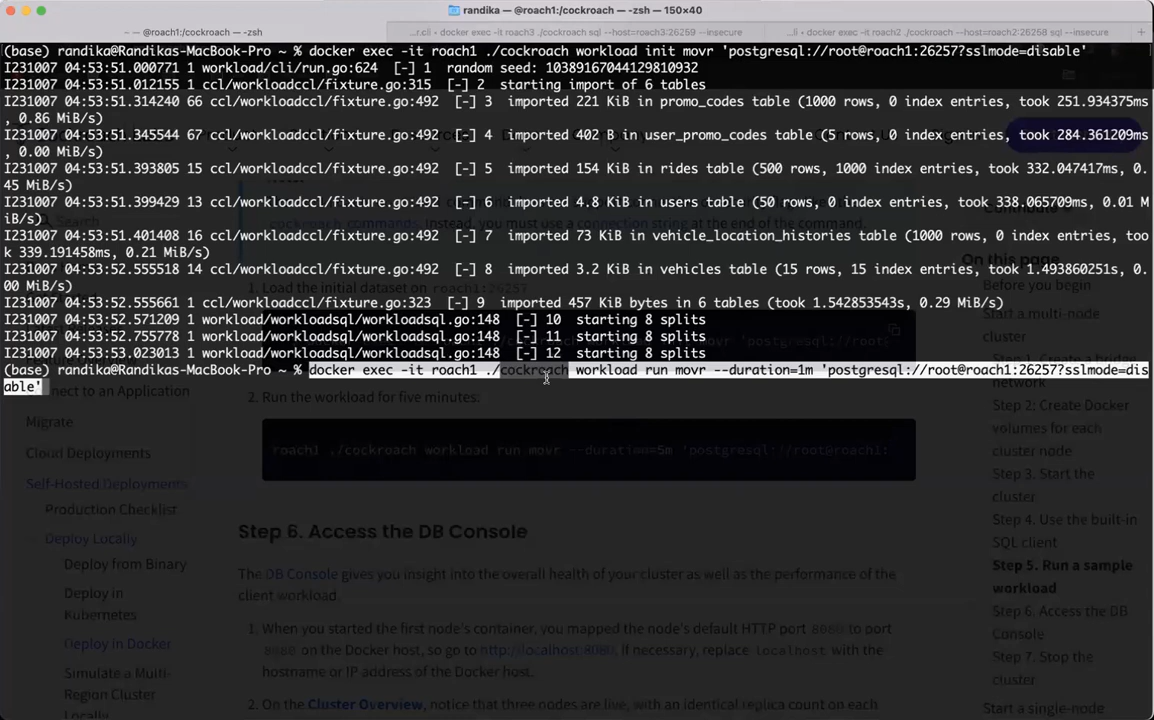 randika — @roach1:/cockroach — -zsh — 150×40
~ — @roach1:/cockroach — -zsh
...r.cli ‹ docker exec -it roach3 ./cockroach sql --host=roach3:26259 --insecure
...li ‹ docker exec -it roach2 ./cockroach sql --host=roach2:26258 --insecure
+
(base) randika@Randikas-MacBook-Pro ~ % docker exec -it roach1 ./cockroach workload init movr 'postgresql://root@roach1:26257?sslmode=disable'
I231007 04:53:51.000771 1 workload/cli/run.go:624  [-] 1  random seed: 10389167044129810932
I231007 04:53:51.012155 1 ccl/workloadccl/fixture.go:315  [-] 2  starting import of 6 tables
I231007 04:53:51.314240 66 ccl/workloadccl/fixture.go:492  [-] 3  imported 221 KiB in promo_codes table (1000 rows, 0 index entries, took 251.934375ms
, 0.86 MiB/s)
I231007 04:53:51.345544 67 ccl/workloadccl/fixture.go:492  [-] 4  imported 402 B in user_promo_codes table (5 rows, 0 index entries, took 284.361209ms
, 0.00 MiB/s)
I231007 04:53:51.393805 15 ccl/workloadccl/fixture.go:492  [-] 5  imported 154 KiB in rides table (500 rows, 1000 index entries, took 332.047417ms, 0.
45 MiB/s)
I231007 04:53:51.399429 13 ccl/workloadccl/fixture.go:492  [-] 6  imported 4.8 KiB in users table (50 rows, 0 index entries, took 338.065709ms, 0.01 M
iB/s)
I231007 04:53:51.401408 16 ccl/workloadccl/fixture.go:492  [-] 7  imported 73 KiB in vehicle_location_histories table (1000 rows, 0 index entries, too
k 339.191458ms, 0.21 MiB/s)
I231007 04:53:52.555518 14 ccl/workloadccl/fixture.go:492  [-] 8  imported 3.2 KiB in vehicles table (15 rows, 15 index entries, took 1.493860251s, 0.
00 MiB/s)
I231007 04:53:52.555661 1 ccl/workloadccl/fixture.go:323  [-] 9  imported 457 KiB bytes in 6 tables (took 1.542853543s, 0.29 MiB/s)
I231007 04:53:52.571209 1 workload/workloadsql/workloadsql.go:148  [-] 10  starting 8 splits
I231007 04:53:52.755778 1 workload/workloadsql/workloadsql.go:148  [-] 11  starting 8 splits
I231007 04:53:53.023013 1 workload/workloadsql/workloadsql.go:148  [-] 12  starting 8 splits
(base) randika@Randikas-MacBook-Pro ~ % docker exec -it roach1 ./cockroach workload run movr --duration=1m 'postgresql://root@roach1:26257?sslmode=dis
able'
Search
Migrate
Cloud Deployments
Self-Hosted Deployments
Production Checklist
Deploy Locally
Deploy from Binary
Deploy in
Kubernetes
Deploy in Docker
Simulate a Multi-
Region Cluster
Locally
cockroach commands. Instead, you must use a connection string at the end of the command.
1. Load the initial dataset on roach1:
2. Run the workload for five minutes:
roach1 ./cockroach workload run movr --duration=5m 'postgresql://root@roach1:
Step 6. Access the DB Console
The DB Console gives you insight into the overall health of your cluster as well as the performance of the
client workload.
1. When you started the first node's container, you mapped the node's default HTTP port 8080 to port
8080 on the Docker host, so go to http://localhost:8080. If necessary, replace localhost with the
hostname or IP address of the Docker host.
2. On the Cluster Overview, notice that three nodes are live, with an identical replica count on each
Contribute
On this page
Before you begin
Start a multi-node
cluster
network
Step 2: Create Docker
volumes for each
cluster node
Step 3. Start the
cluster
Step 4. Use the built-in
SQL client
Step 5. Run a sample
workload
Step 6. Access the DB
Console
Step 7. Stop the
cluster
Start a single-node